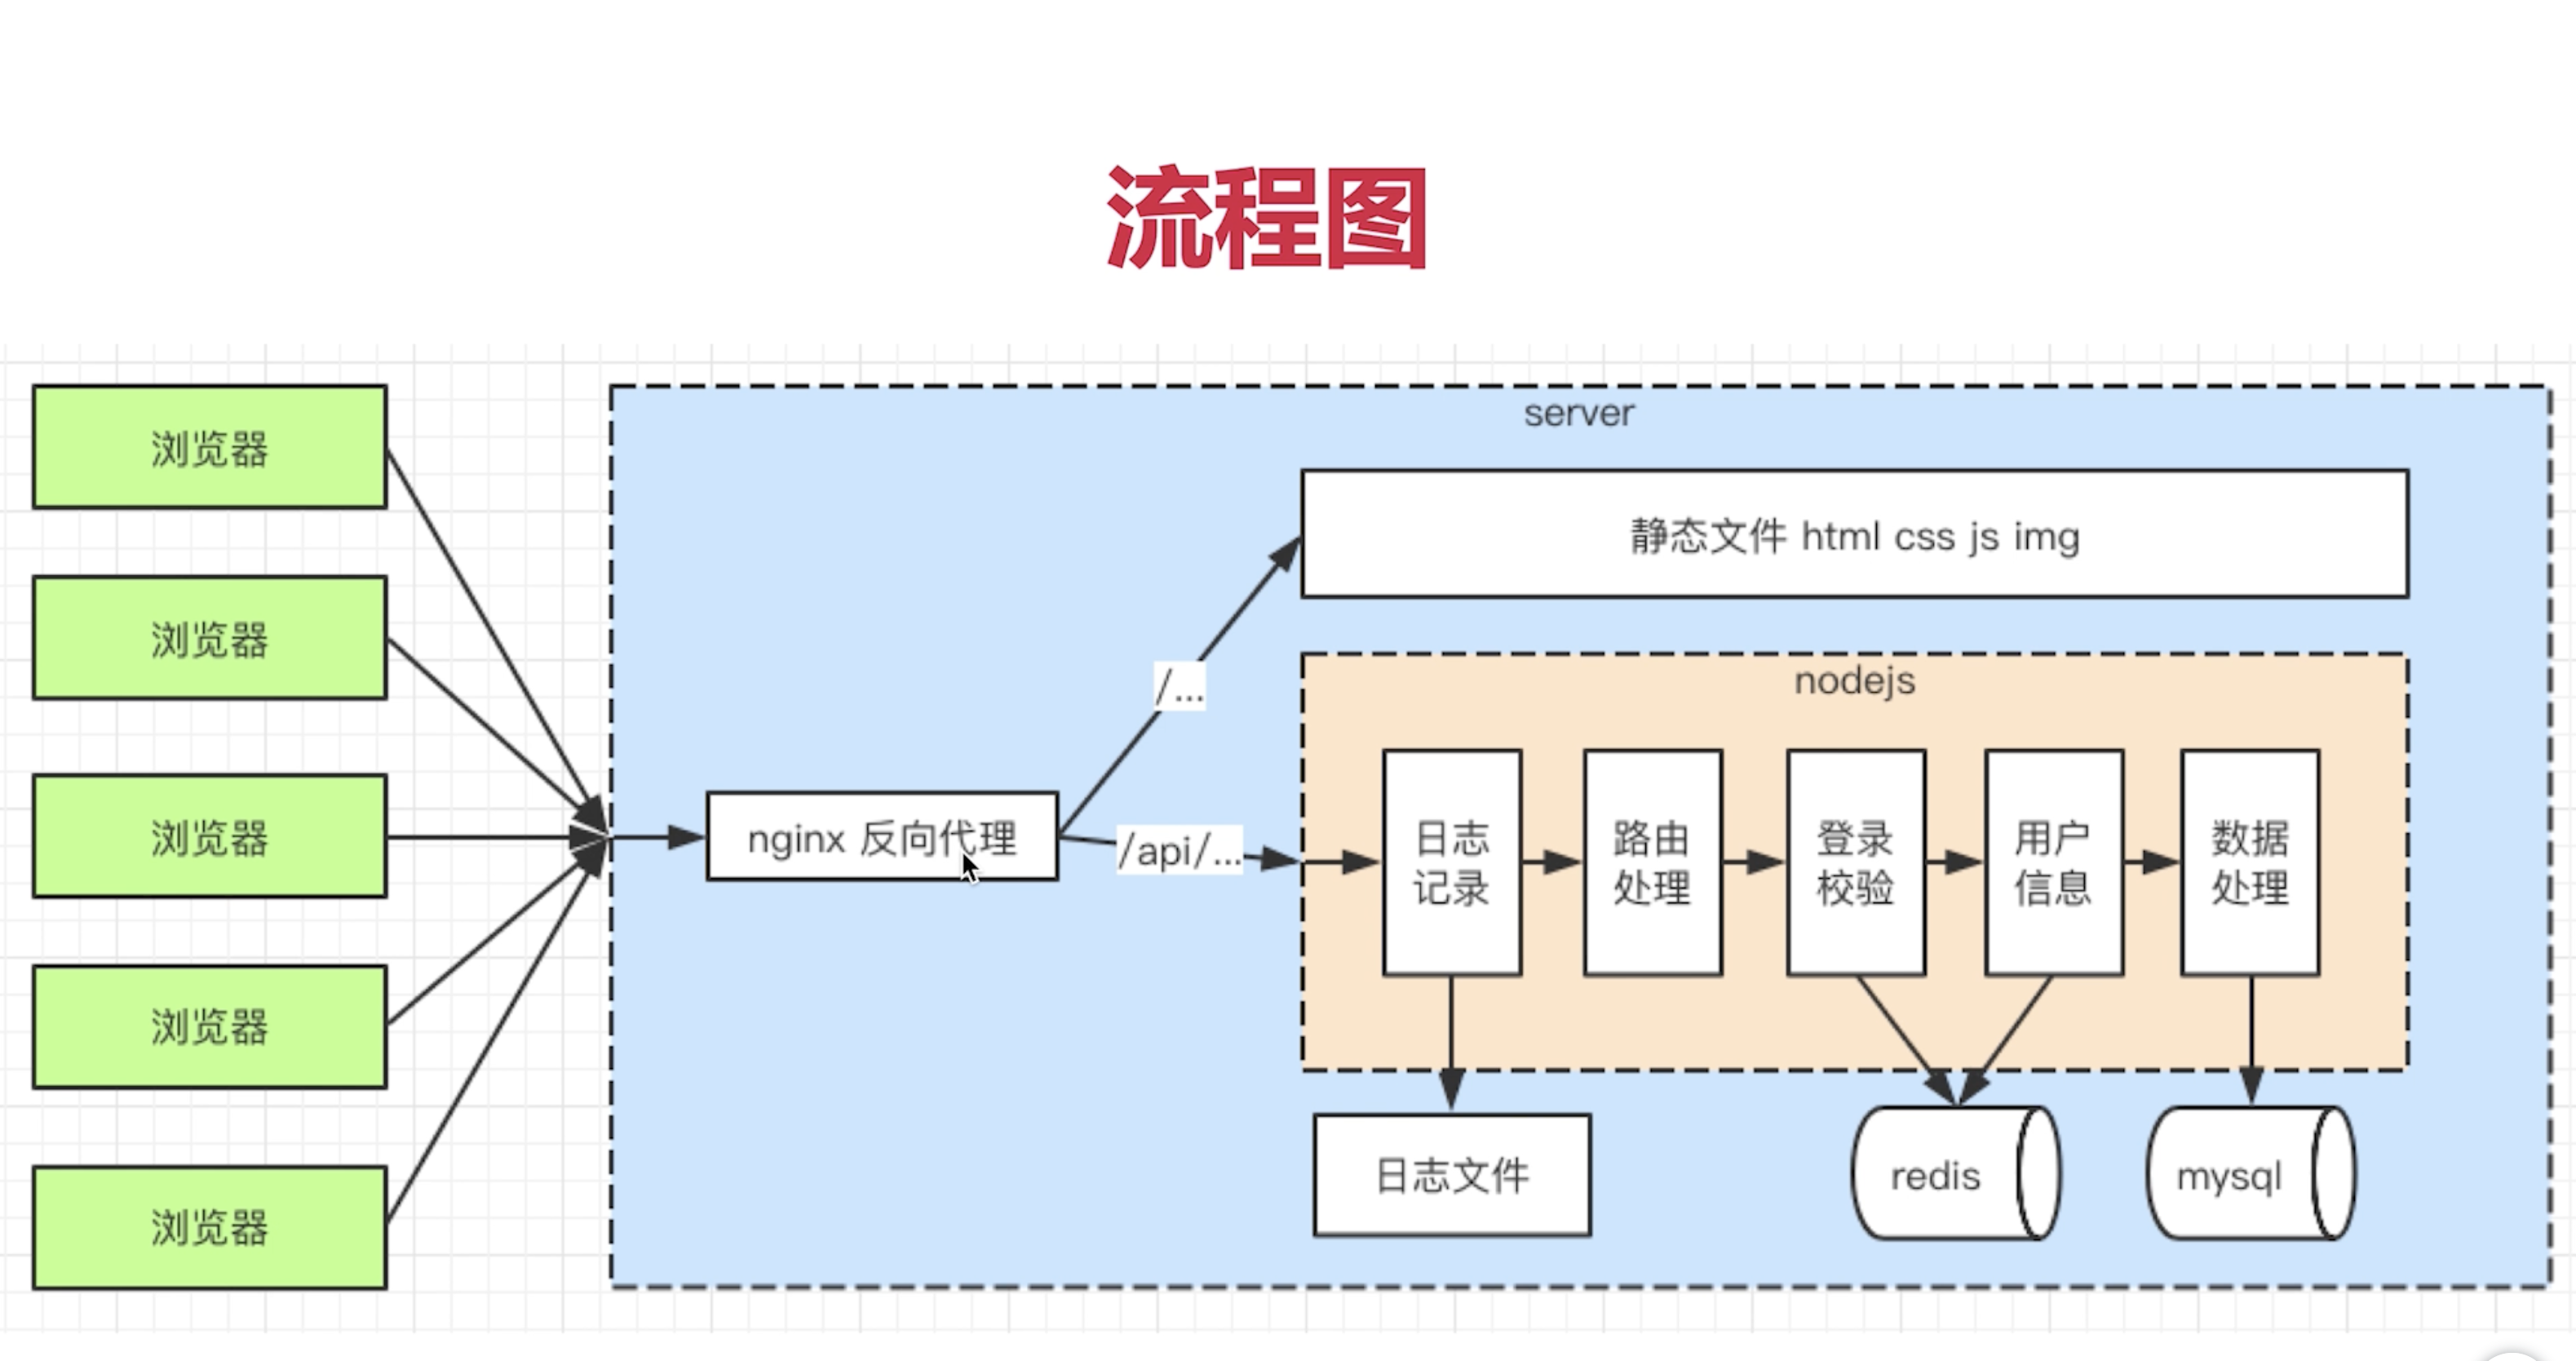 流程图
浏览器
浏览器
浏览器
浏览器
浏览器
server
静态文件 html css js img
/...
nginx 反向代理
/api/...
nodejs
日志
记录
路由
处理
登录
校验
用户
信息
数据
处理
日志文件
redis
mysql